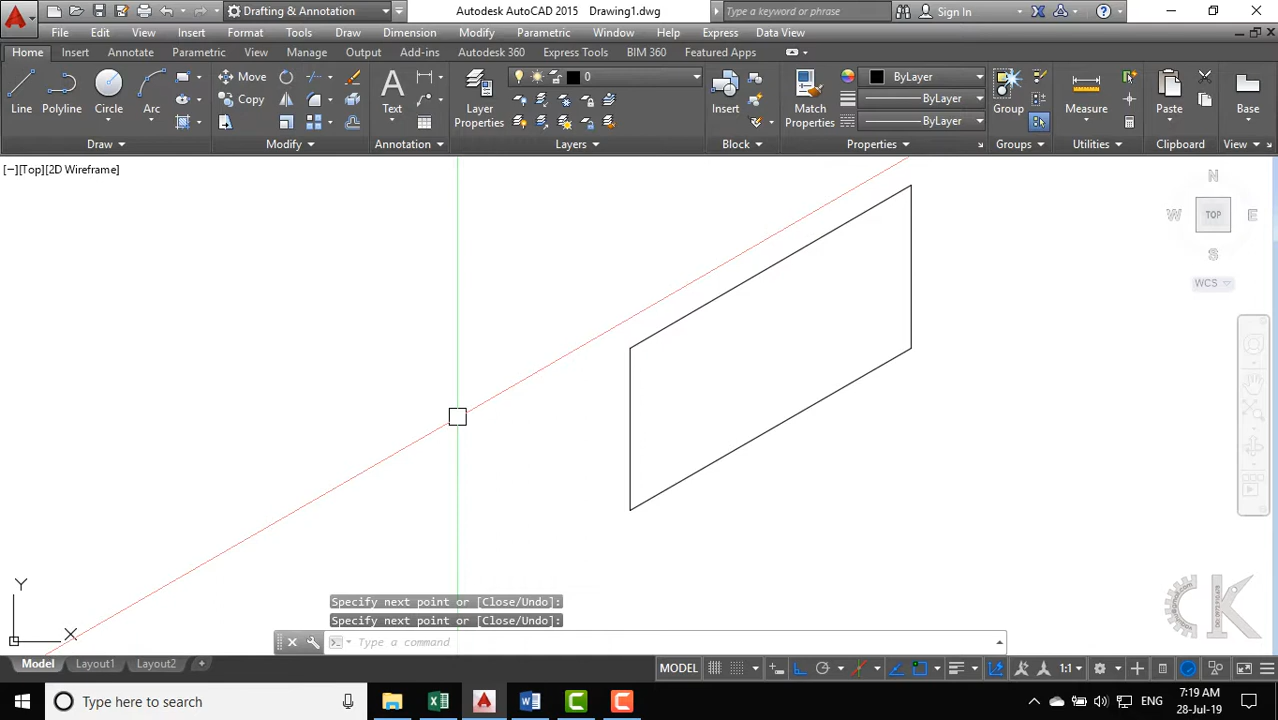 Drafting & Annotation
Autodesk AutoCAD 2015 Drawing1.dwg
Type a keyword or phrase
Sign In
File Edit View Insert Format Tools Draw Dimension Modify Parametric Window Help Express Data View
Home Insert Annotate Parametric View Manage Output Add-ins Autodesk 360 Express Tools BIM 360 Featured Apps
Line Polyline Circle Arc
Move
Copy
Text
Layer Properties
0
Insert
Match Properties
ByLayer
ByLayer
ByLayer
Group
Measure
Paste
Base
Draw Modify Annotation Layers Block Properties Groups Utilities Clipboard View
[−][Top][2D Wireframe]
N
W TOP E
S
WCS
Y
X
Specify next point or [Close/Undo]:
Specify next point or [Close/Undo]:
Type a command
Model Layout1 Layout2 +
MODEL
1:1
Type here to search
ENG
7:19 AM
28-Jul-19